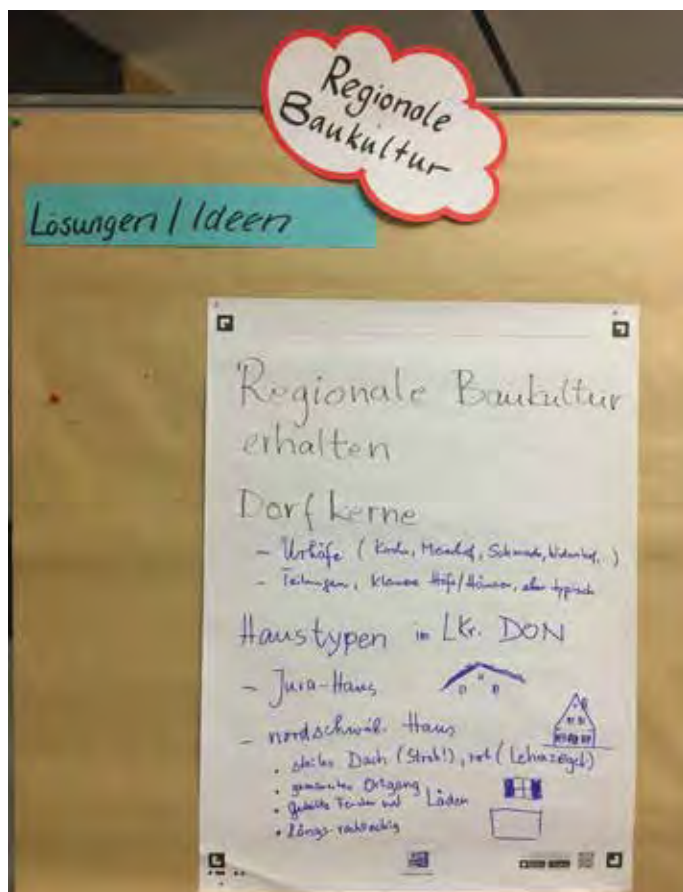 Regionale
Baukultur
Lösungen / Ideen
Regionale Baukultur
erhalten
Dorfkerne
- Urhöfe (Kirche, Maierhof, Schmiede, Widenhof, )
- Teilungen, kleinere Höfe/Häuser, aber typisch
Haustypen im LKr. DON
- Jura-Haus
- nordschwäb. Haus
• steiles Dach (Stroh!), rot (Lehmziegel)
• gemauerter Ortgang
• Geteilte Fenster mit Läden
• Längs-rechteckig